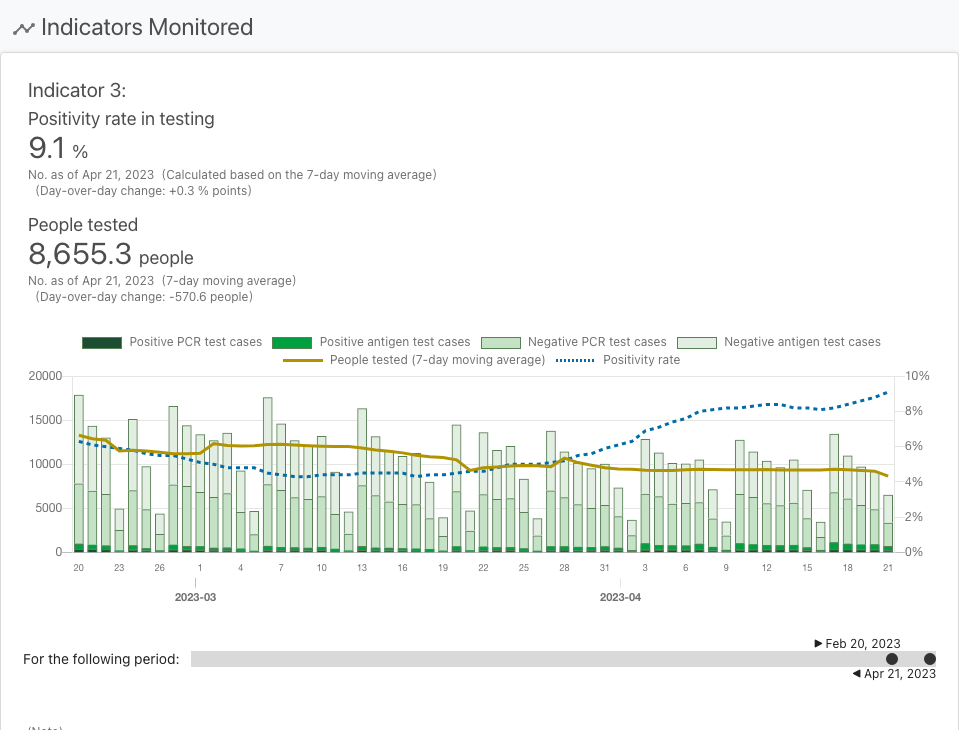 Indicators Monitored
Indicator 3:
Positivity rate in testing
9.1 %
No. as of Apr 21, 2023 (Calculated based on the 7-day moving average)
(Day-over-day change: +0.3 % points)
People tested
8,655.3 people
No. as of Apr 21, 2023 (7-day moving average)
(Day-over-day change: -570.6 people)
Positive PCR test cases Positive antigen test cases Negative PCR test cases Negative antigen test cases
People tested (7-day moving average) Positivity rate
20000 10%
8%
15000
6%
10000
4%
5000
2%
0 0%
20 23 26 1 4 7 10 13 16 19 22 25 28 31 3 6 9 12 15 18 21
2023-03 2023-04
▶ Feb 20, 2023
For the following period:
◀ Apr 21, 2023
(Note)